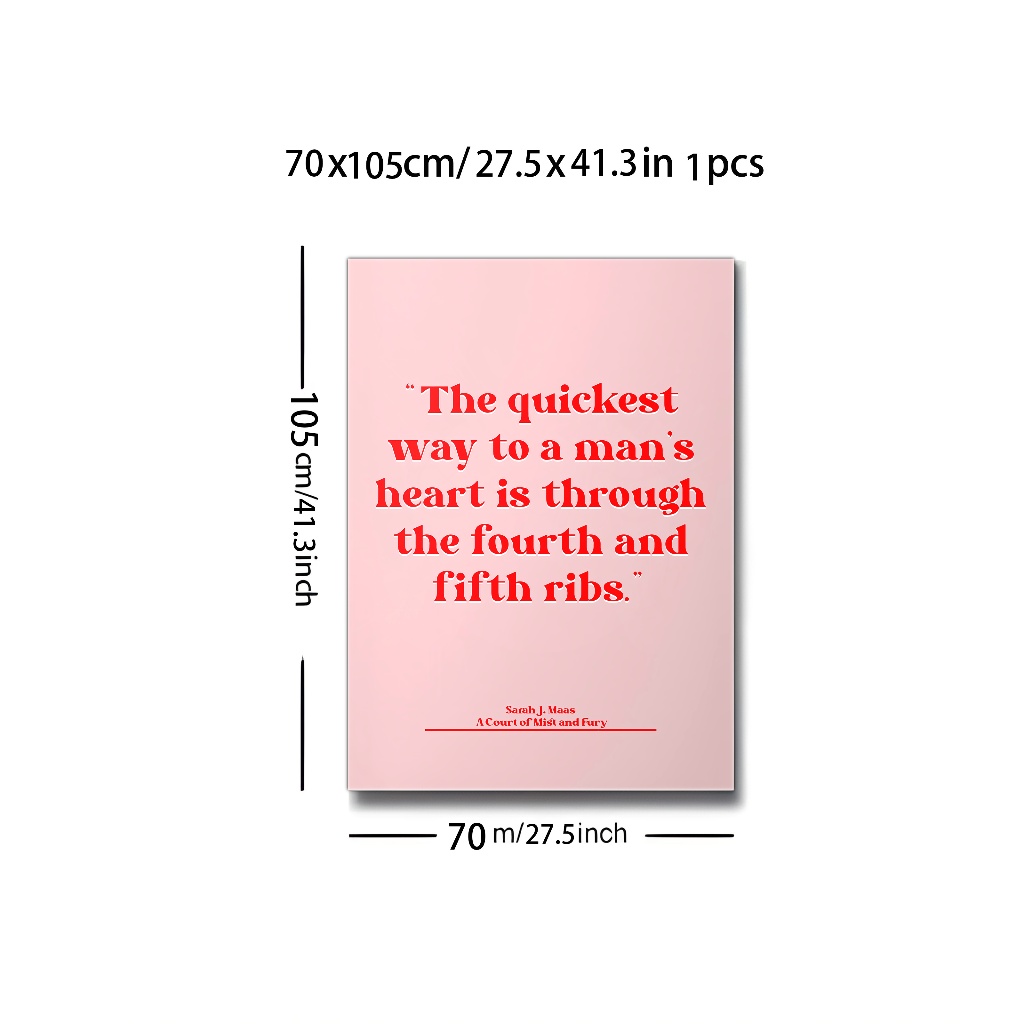 70x105cm/27.5x41.3in 1pcs
105cm/41.3inch
“The quickest
way to a man's
heart is through
the fourth and
fifth ribs.”
Sarah J. Maas
A Court of Mist and Fury
70 m/27.5inch